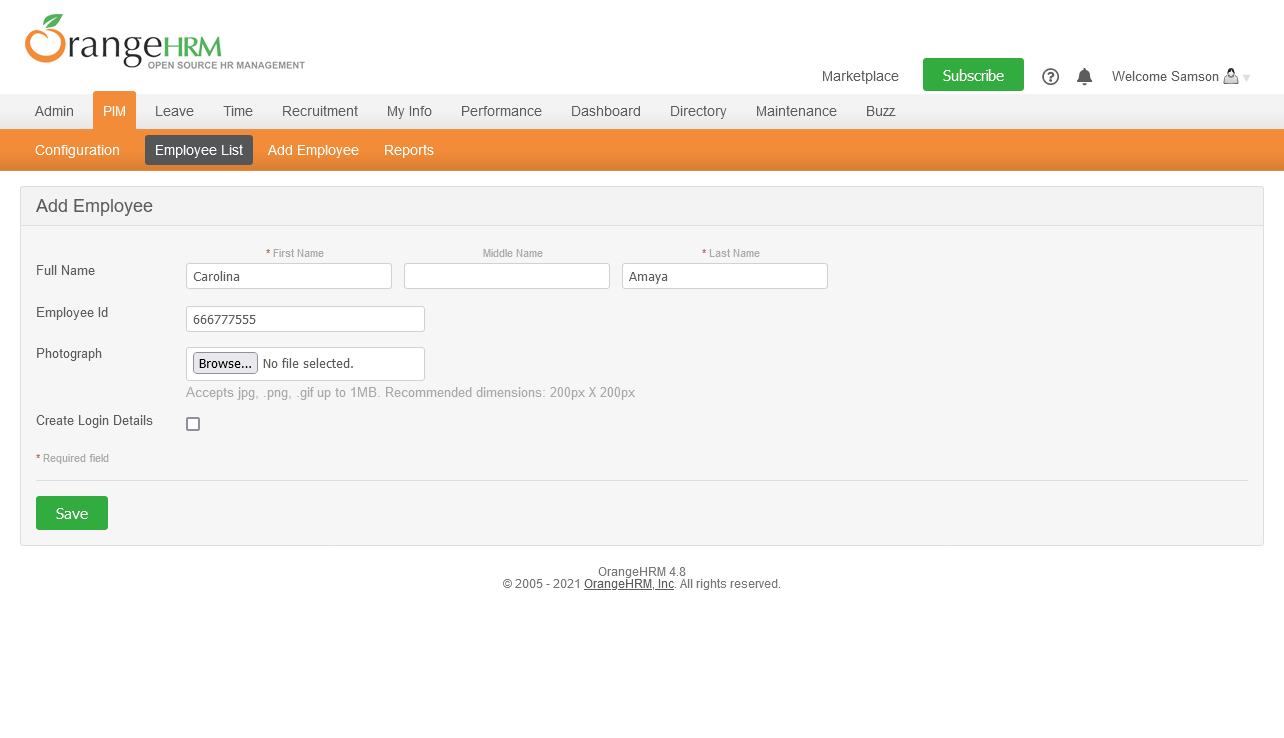 OrangeHRM
OPEN SOURCE HR MANAGEMENT
Marketplace
Subscribe
Welcome Samson
Admin PIM Leave Time Recruitment My Info Performance Dashboard Directory Maintenance Buzz
Configuration Employee List Add Employee Reports
Add Employee
* First Name Middle Name * Last Name
Full Name Carolina Amaya
Employee Id 666777555
Photograph Browse... No file selected.
Accepts jpg, .png, .gif up to 1MB. Recommended dimensions: 200px X 200px
Create Login Details
* Required field
Save
OrangeHRM 4.8
© 2005 - 2021 OrangeHRM, Inc. All rights reserved.